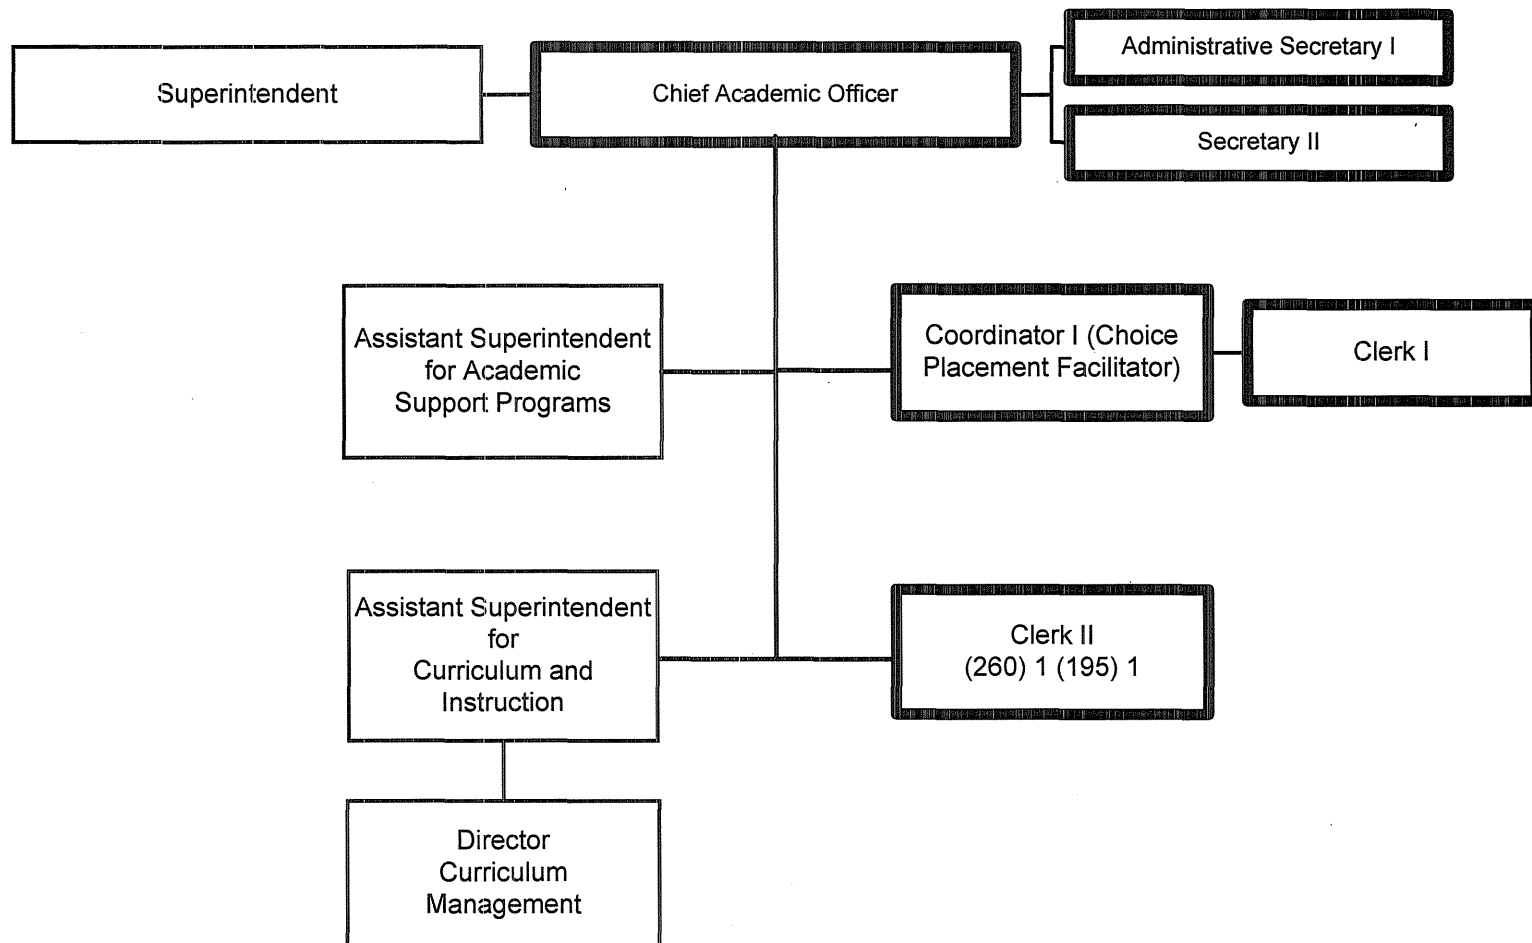 Superintendent
Chief Academic Officer
Administrative Secretary I
Secretary II
Assistant Superintendent
for Academic
Support Programs
Coordinator I (Choice
Placement Facilitator)
Clerk I
Assistant Superintendent
for
Curriculum and
Instruction
Clerk II
(260) 1 (195) 1
Director
Curriculum
Management